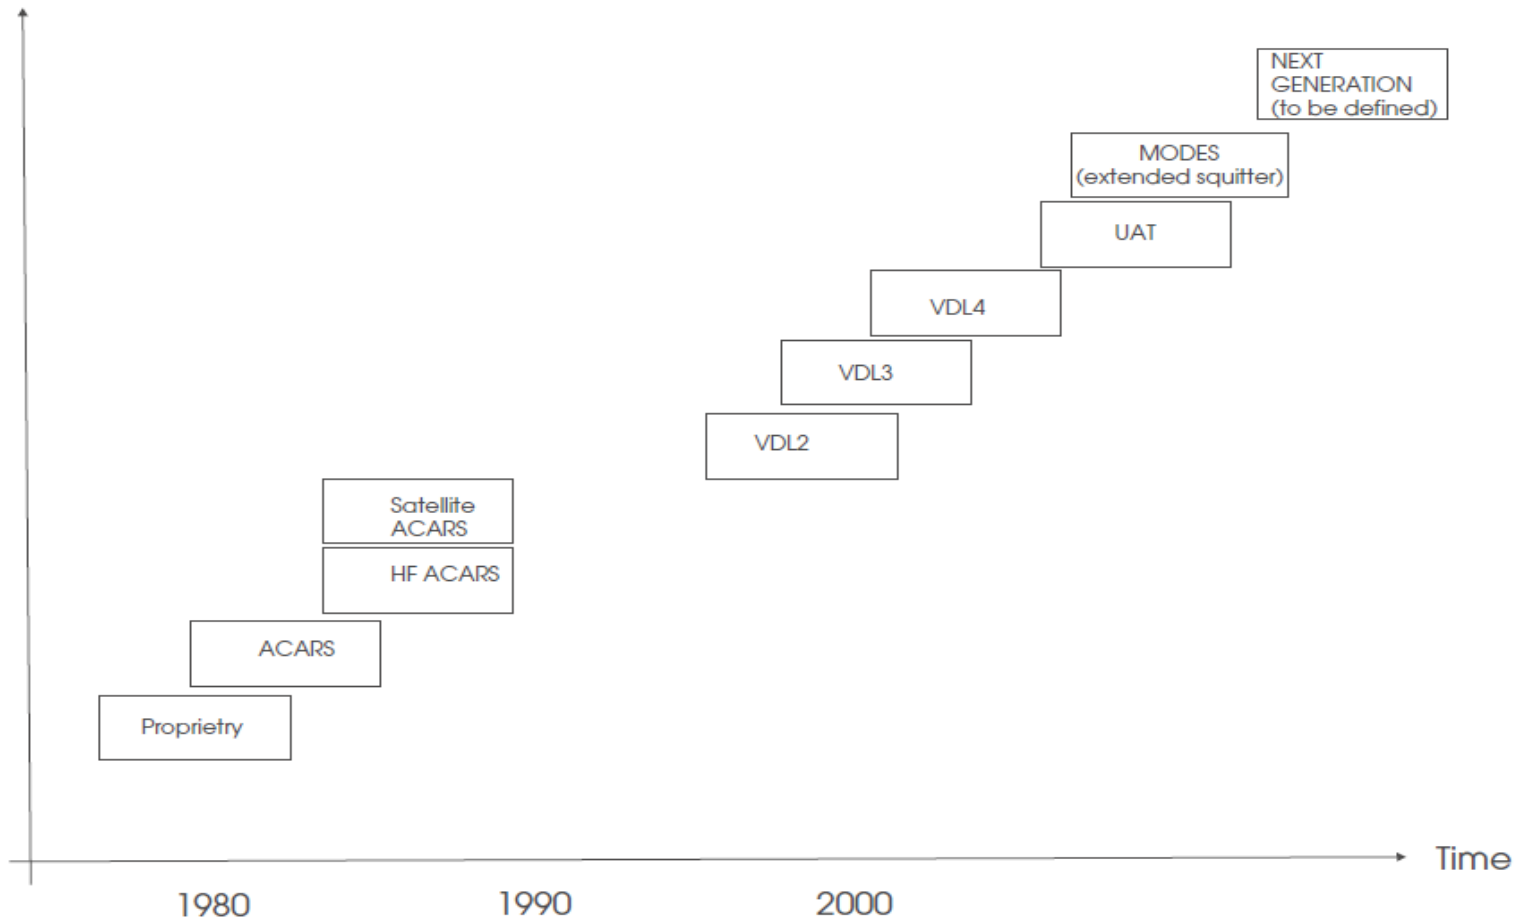 NEXT
GENERATION
(to be defined)
MODES
(extended squitter)
UAT
VDL4
VDL3
VDL2
Satellite
ACARS
HF ACARS
ACARS
Proprietry
Time
1980
1990
2000